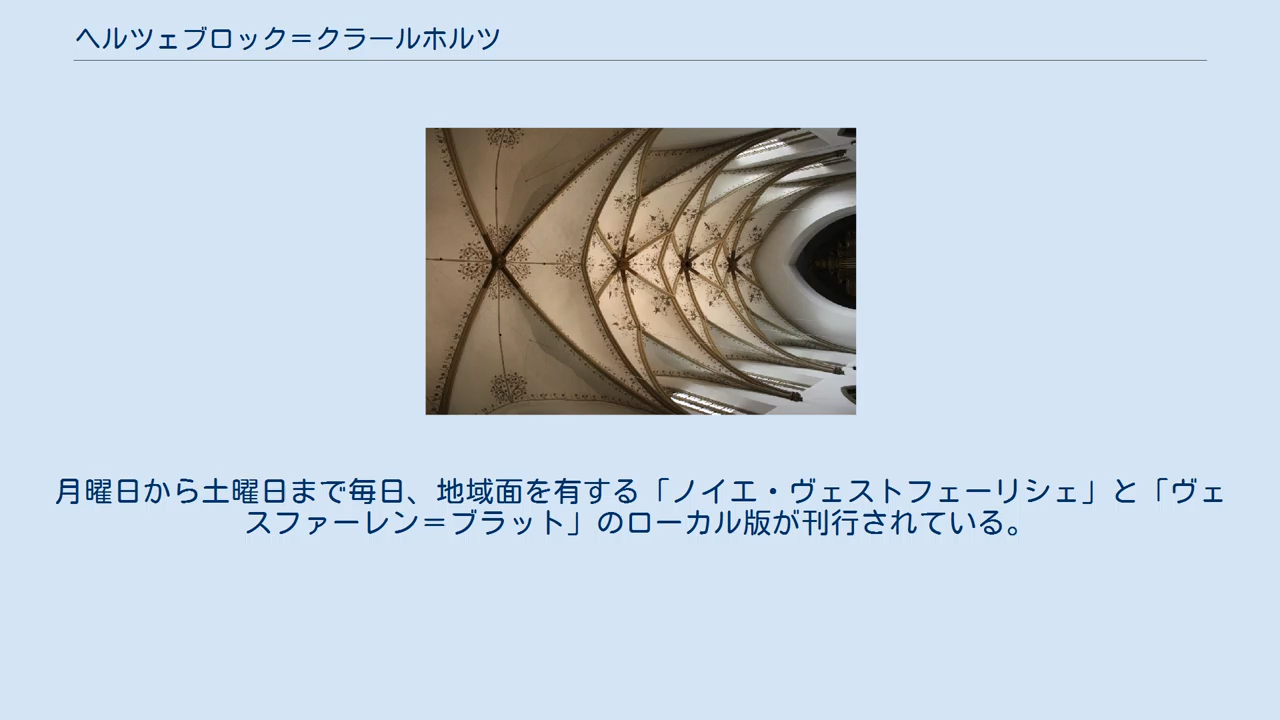 ヘルツェブロック＝クラールホルツ
月曜日から土曜日まで毎日、地域面を有する「ノイエ・ヴェストフェーリシェ」と「ヴェ
スファーレン＝ブラット」のローカル版が刊行されている。